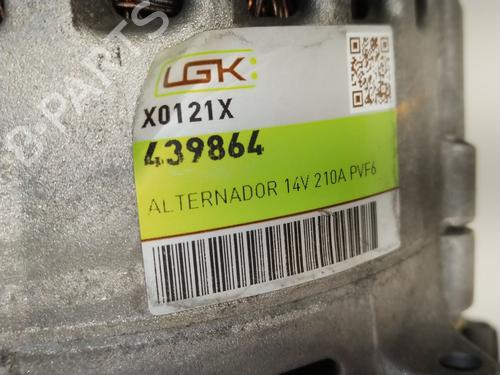 LGK
X0121X
439864
ALTERNADOR 14V 210A PVF6
B-PARTS